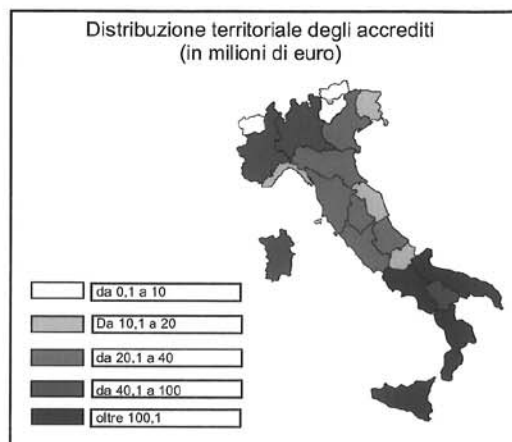 Distribuzione territoriale degli accrediti
(in milioni di euro)
da 0,1 a 10
Da 10,1 a 20
da 20,1 a 40
da 40,1 a 100
oltre 100,1